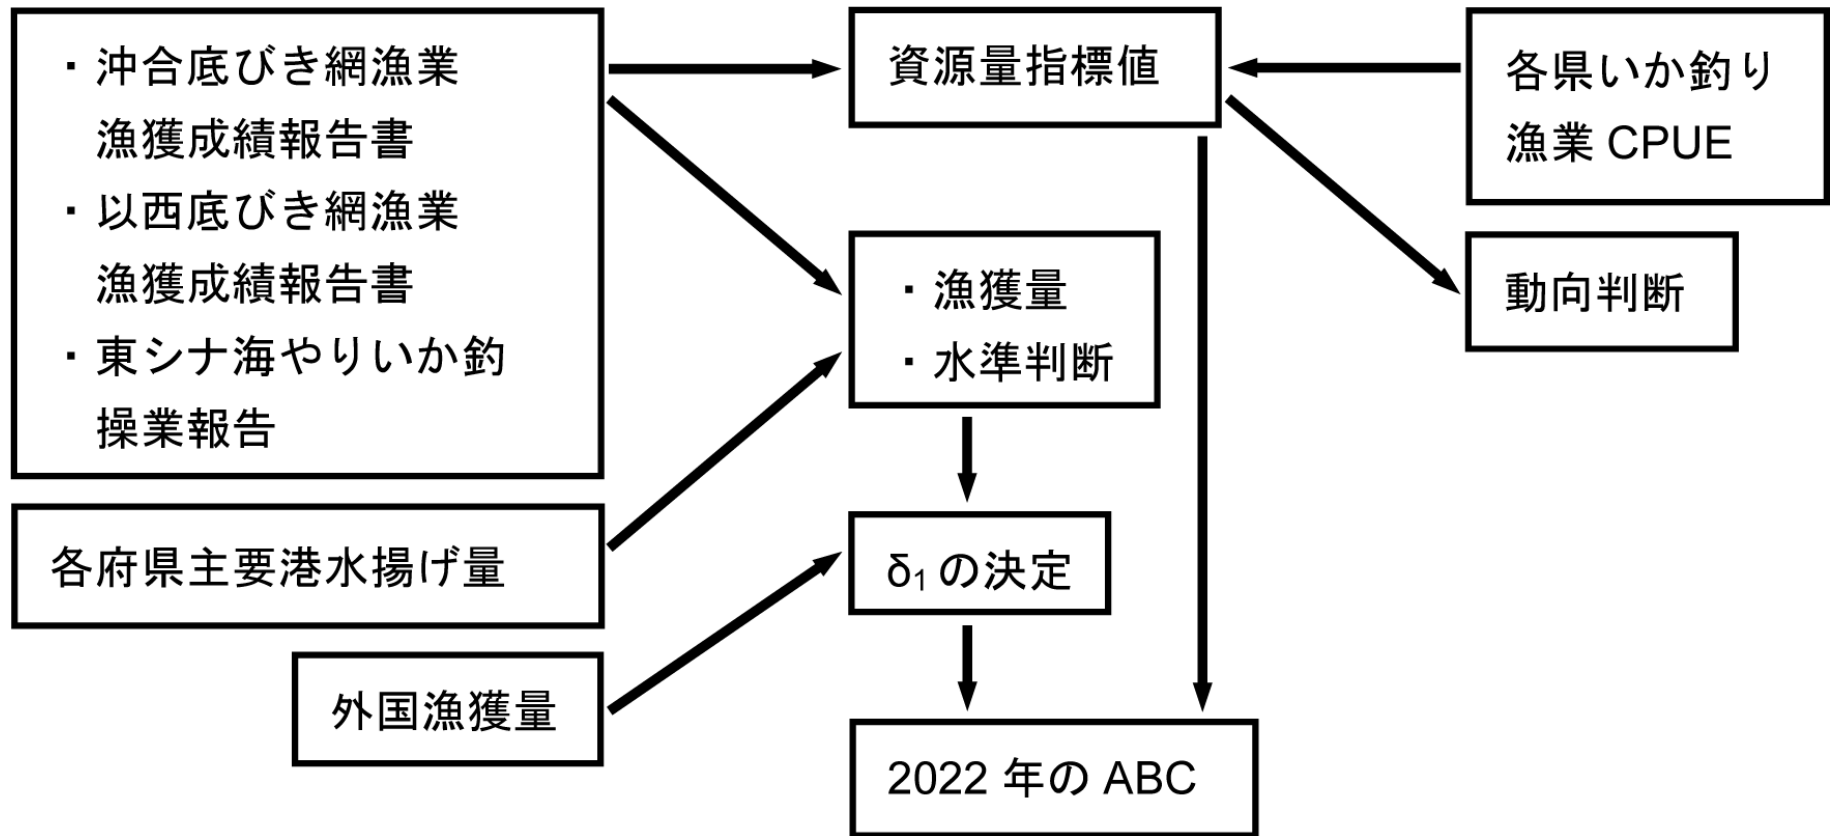 ・沖合底びき網漁業
漁獲成績報告書
・以西底びき網漁業
漁獲成績報告書
・東シナ海やりいか釣
操業報告
各府県主要港水揚げ量
外国漁獲量
資源量指標値
・漁獲量
・水準判断
δ₁の決定
2022 年の ABC
各県いか釣り
漁業 CPUE
動向判断